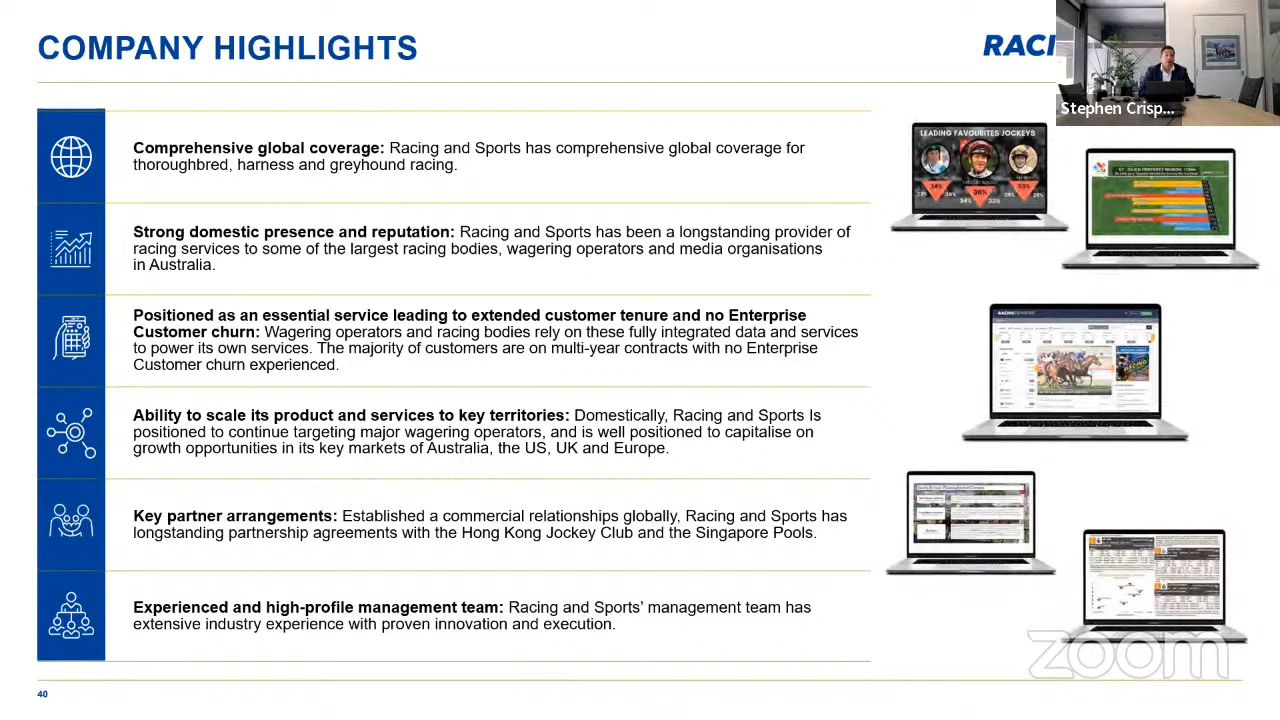 COMPANY HIGHLIGHTS
RACI
Stephen Crisp...
Comprehensive global coverage: Racing and Sports has comprehensive global coverage for
thoroughbred, harness and greyhound racing.
Strong domestic presence and reputation: Racing and Sports has been a longstanding provider of
racing services to some of the largest racing bodies, wagering operators and media organisations
in Australia.
Positioned as an essential service leading to extended customer tenure and no Enterprise
Customer churn: Wagering operators and racing bodies rely on these fully integrated data and services
to power its own services. The majority of customers are on multi-year contracts with no Enterprise
Customer churn experienced.
Ability to scale its product and service to key territories: Domestically, Racing and Sports Is
positioned to continue targeting major wagering operators, and is well positioned to capitalise on
growth opportunities in its key markets of Australia, the US, UK and Europe.
Key partner arrangements: Established a commercial relationships globally, Racing and Sports has
longstanding partnership agreements with the Hong Kong Jockey Club and the Singapore Pools.
Experienced and high-profile management team: Racing and Sports’ management team has
extensive industry experience with proven innovation and execution.
LEADING FAVOURITES JOCKEYS
14%
36%
33%
34%
33%
zoom
40